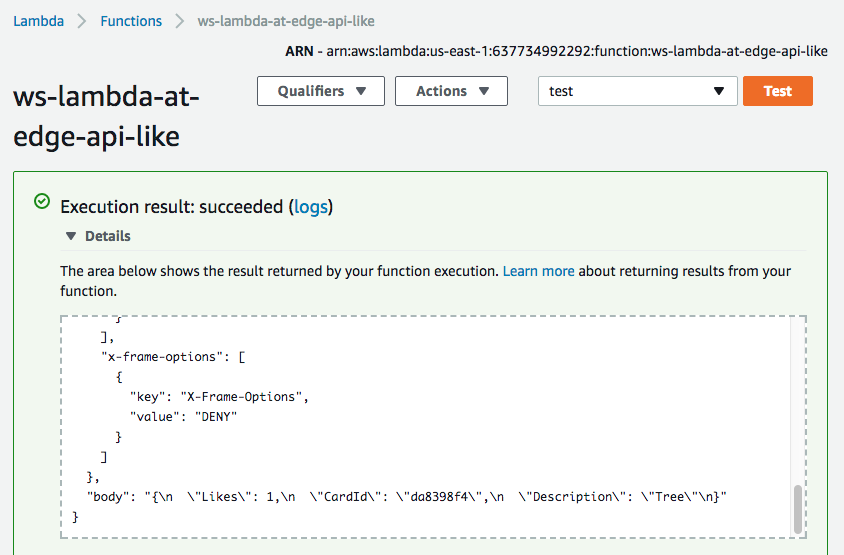 Lambda > Functions > ws-lambda-at-edge-api-like
ARN - arn:aws:lambda:us-east-1:637734992292:function:ws-lambda-at-edge-api-like
ws-lambda-at-
edge-api-like
Qualifiers Actions test Test
Execution result: succeeded (logs)
Details
The area below shows the result returned by your function execution. Learn more about returning results from your
function.
}
],
"x-frame-options": [
{
"key": "X-Frame-Options",
"value": "DENY"
}
]
},
"body": "{\n  \"Likes\": 1,\n  \"CardId\": \"da8398f4\",\n  \"Description\": \"Tree\"\n}"
}